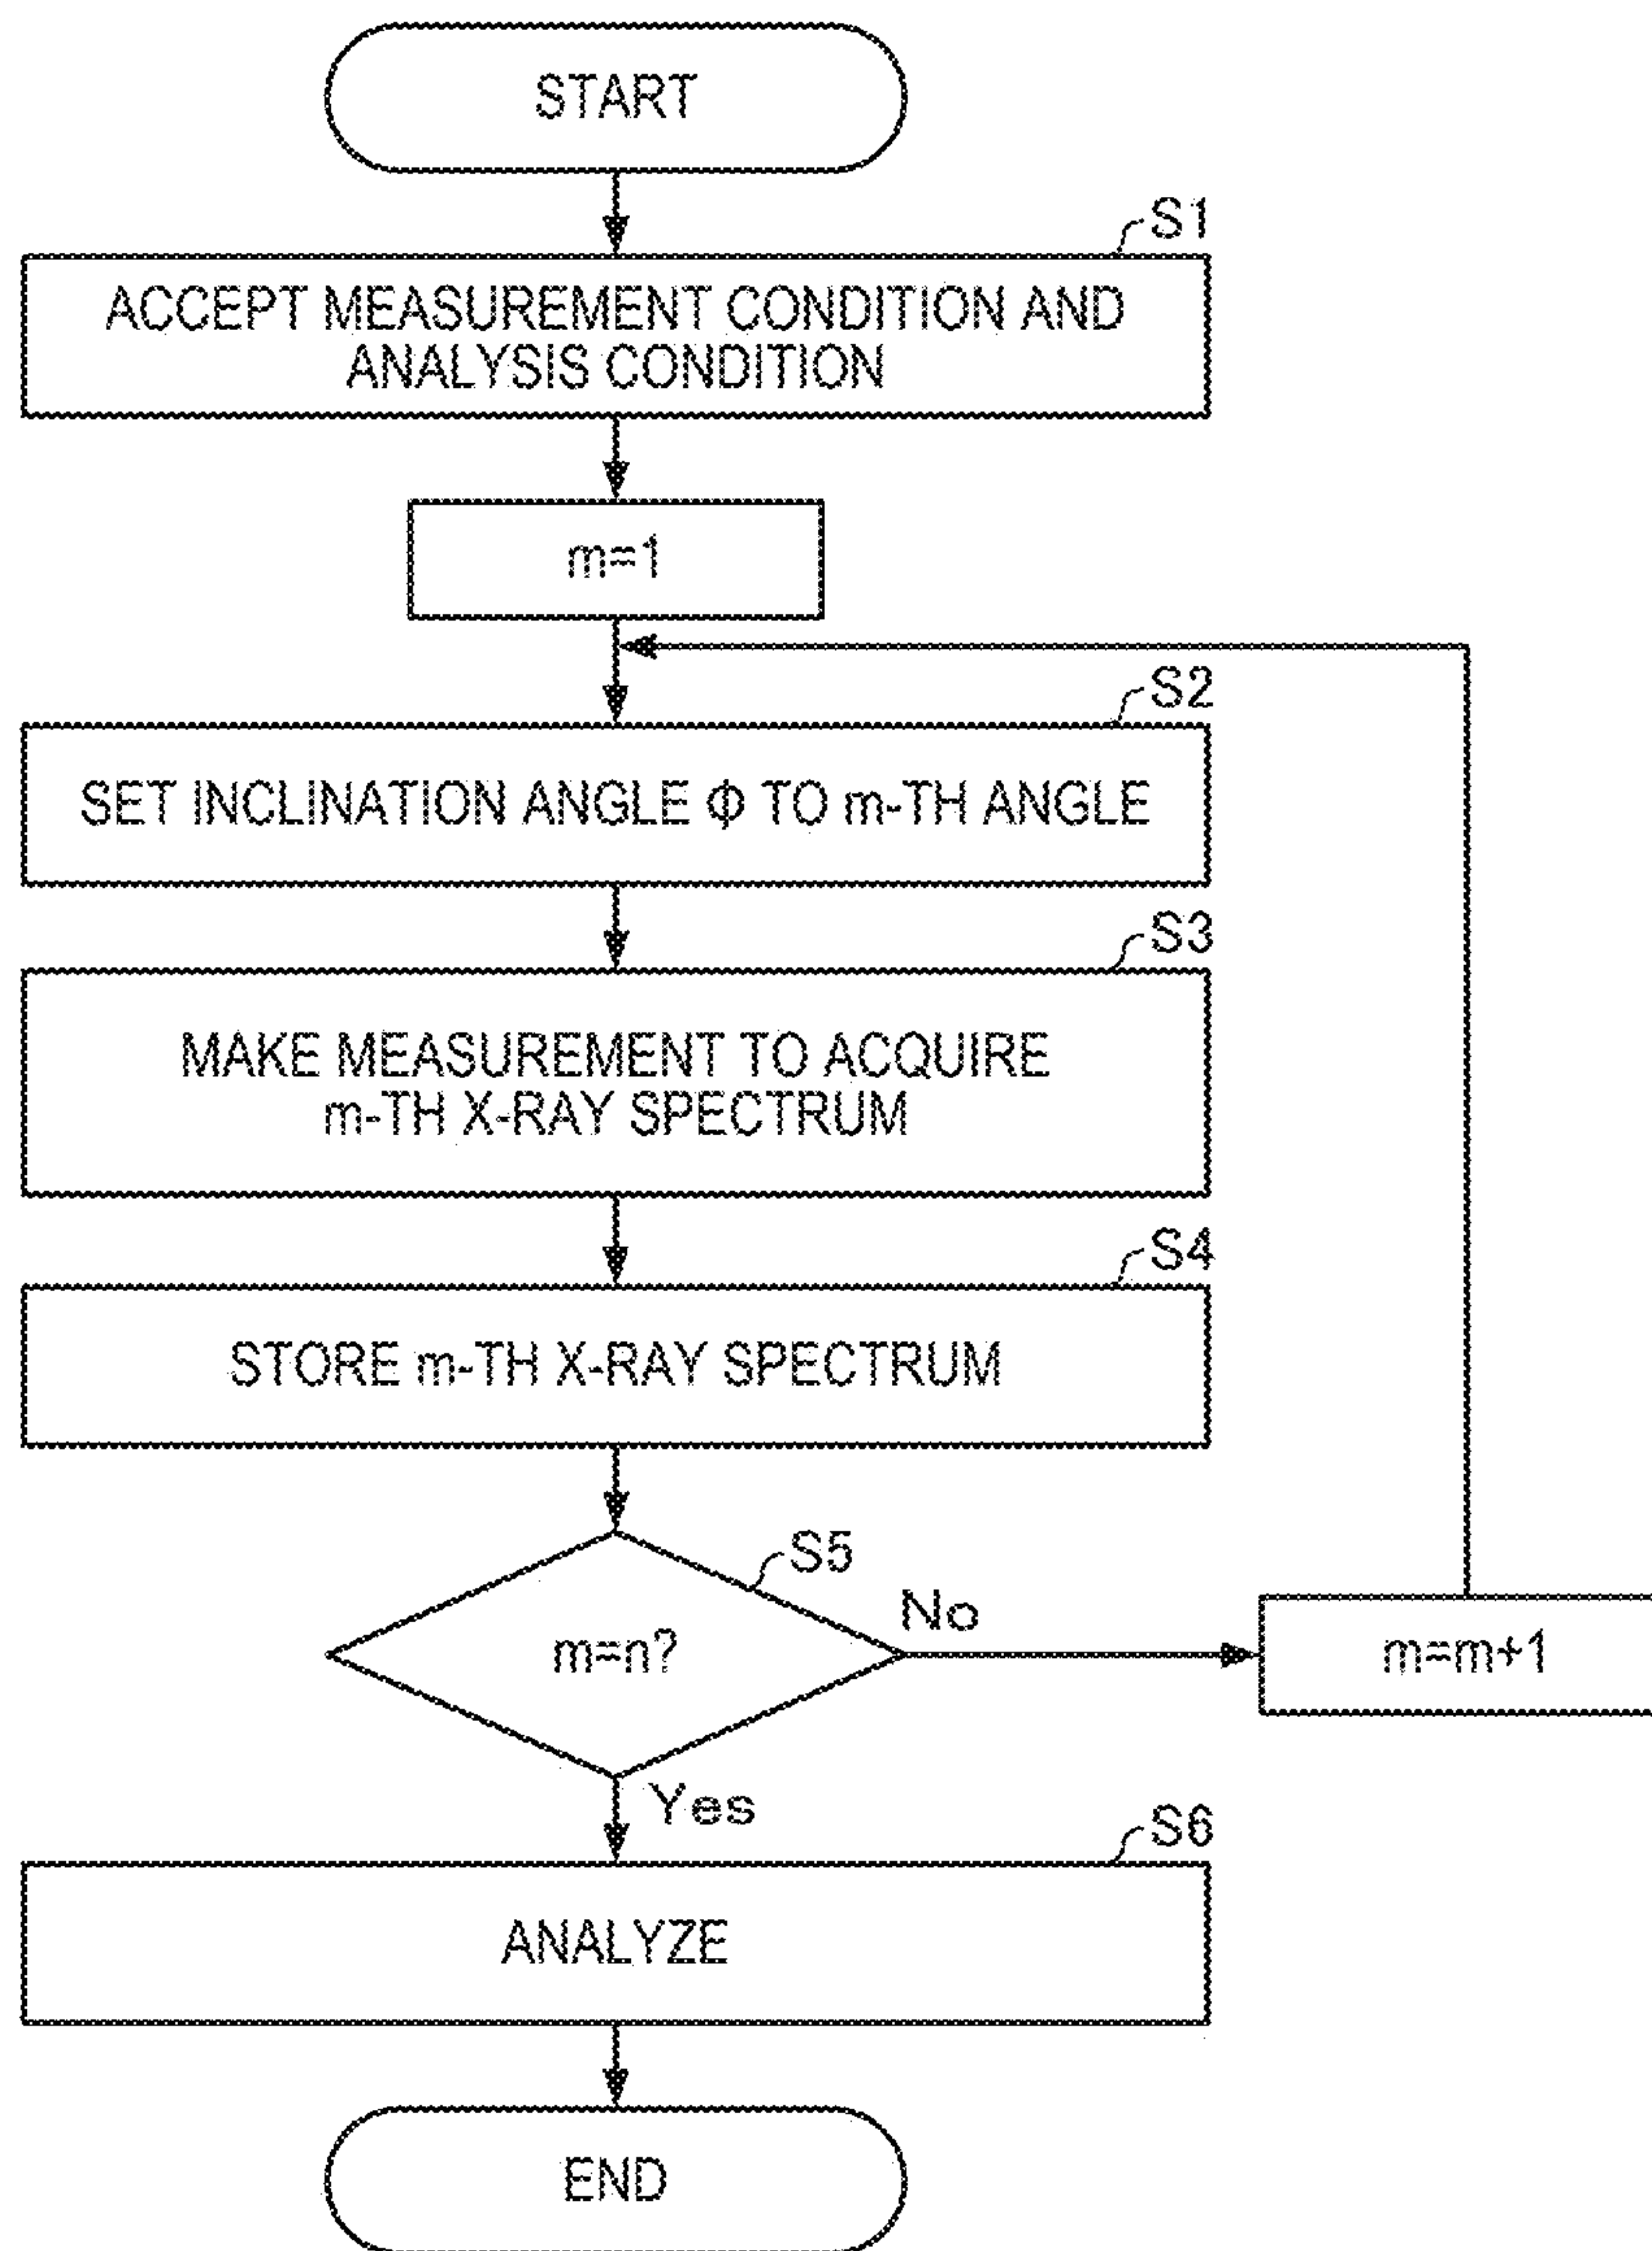 START
S1
ACCEPT MEASUREMENT CONDITION AND
ANALYSIS CONDITION
m=1
S2
SET INCLINATION ANGLE Φ TO m-TH ANGLE
S3
MAKE MEASUREMENT TO ACQUIRE
m-TH X-RAY SPECTRUM
S4
STORE m-TH X-RAY SPECTRUM
S5
m=n?
No
m=m+1
Yes
S6
ANALYZE
END